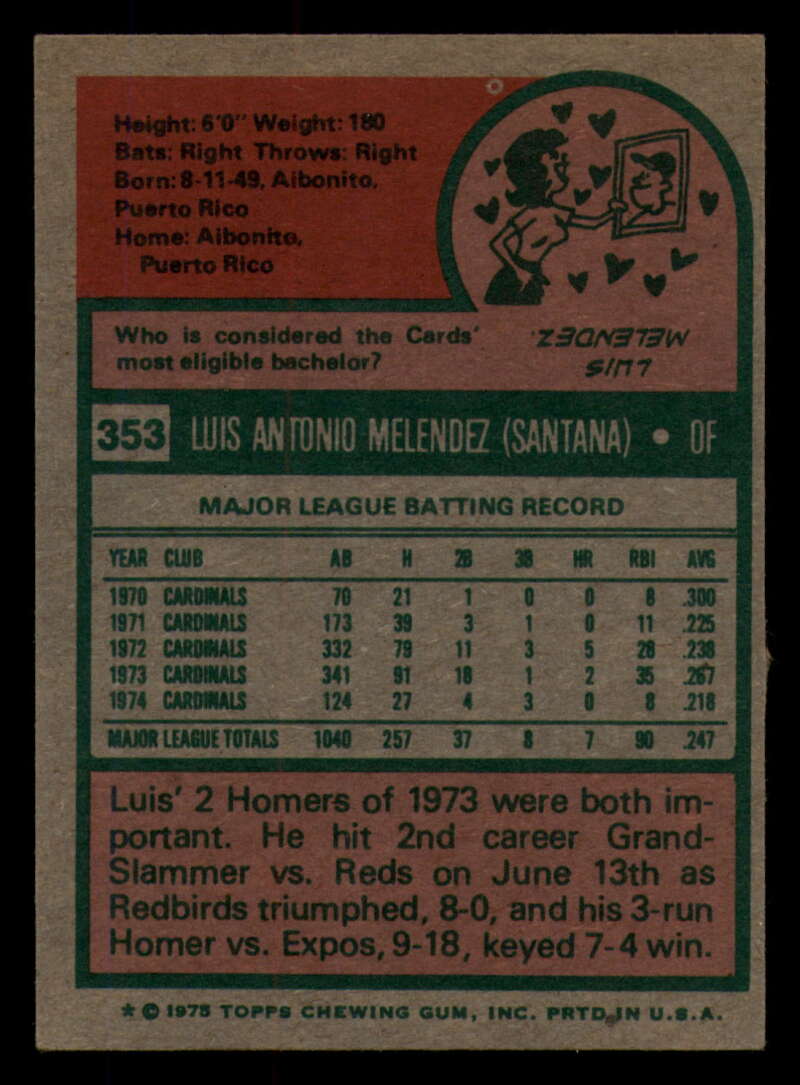 Height: 6'0" Weight: 180
Bats: Right Throws: Right
Born: 8-11-49, Aibonito,
Puerto Rico
Home: Aibonito,
Puerto Rico
Who is considered the Cards'
most eligible bachelor?
LUIS
MELENDEZ.
353 LUIS ANTONIO MELENDEZ (SANTANA) • OF
MAJOR LEAGUE BATTING RECORD
YEAR CLUB AB H 2B 3B HR RBI AVG
1970 CARDINALS 70 21 1 0 0 8 .300
1971 CARDINALS 173 39 3 1 0 11 .225
1972 CARDINALS 332 79 11 3 5 28 .238
1973 CARDINALS 341 91 18 1 2 35 .267
1974 CARDINALS 124 27 4 3 0 8 .218
MAJOR LEAGUE TOTALS 1040 257 37 8 7 90 .247
Luis' 2 Homers of 1973 were both im-
portant. He hit 2nd career Grand-
Slammer vs. Reds on June 13th as
Redbirds triumphed, 8-0, and his 3-run
Homer vs. Expos, 9-18, keyed 7-4 win.
* © 1975 TOPPS CHEWING GUM, INC. PRTD. IN U.S.A.